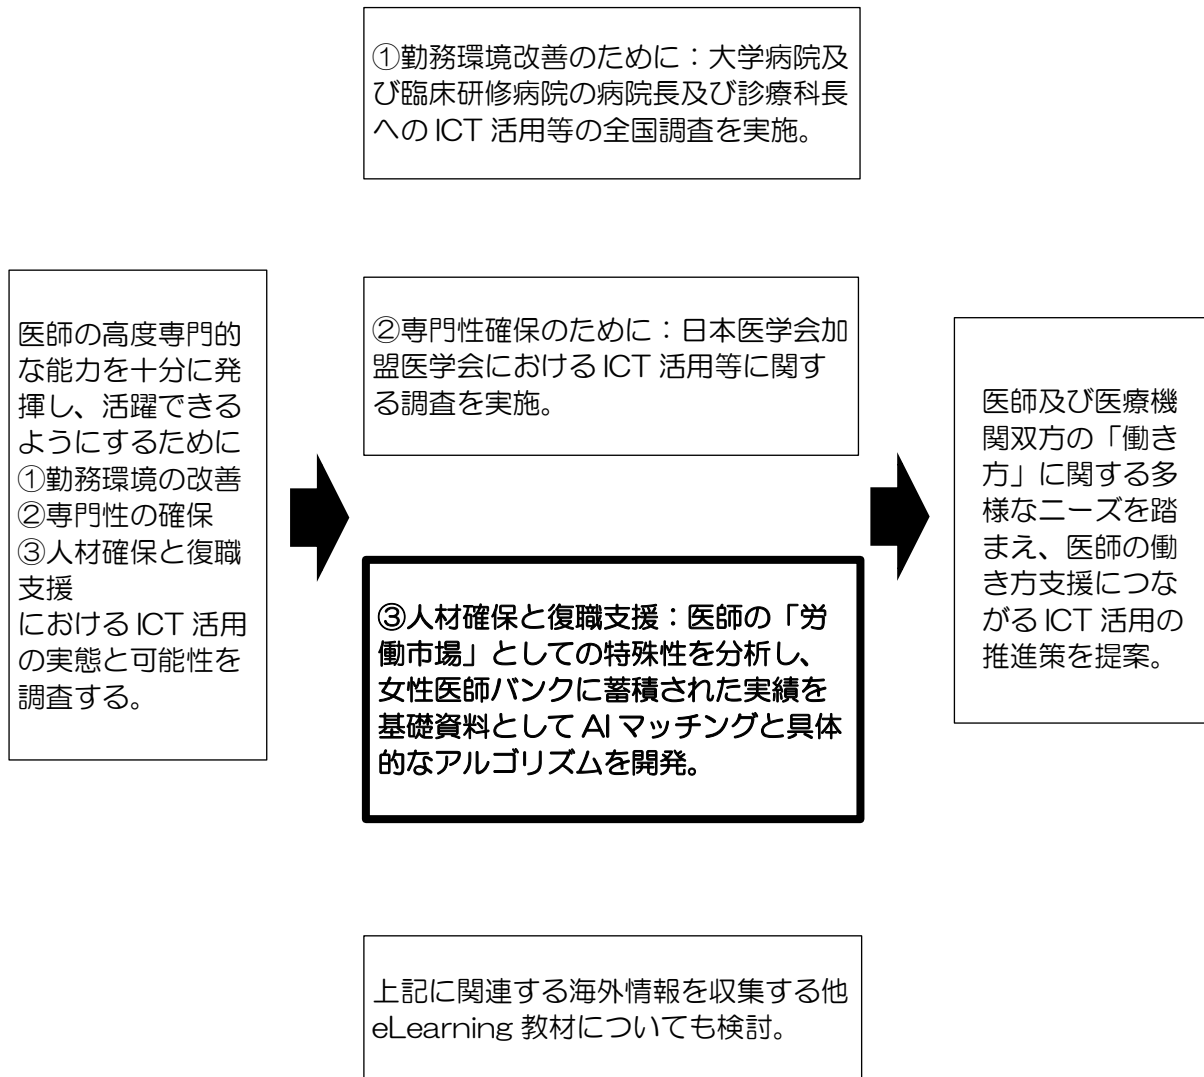 ①勤務環境改善のために：大学病院及
び臨床研修病院の病院長及び診療科長
への ICT 活用等の全国調査を実施。
医師の高度専門的
な能力を十分に発
揮し、活躍できる
ようにするために
①勤務環境の改善
②専門性の確保
③人材確保と復職
支援
における ICT 活用
の実態と可能性を
調査する。
②専門性確保のために：日本医学会加
盟医学会における ICT 活用等に関す
る調査を実施。
③人材確保と復職支援：医師の「労
働市場」としての特殊性を分析し、
女性医師バンクに蓄積された実績を
基礎資料として AI マッチングと具体
的なアルゴリズムを開発。
上記に関連する海外情報を収集する他
eLearning 教材についても検討。
医師及び医療機
関双方の「働き
方」に関する多
様なニーズを踏
まえ、医師の働
き方支援につな
がる ICT 活用の
推進策を提案。